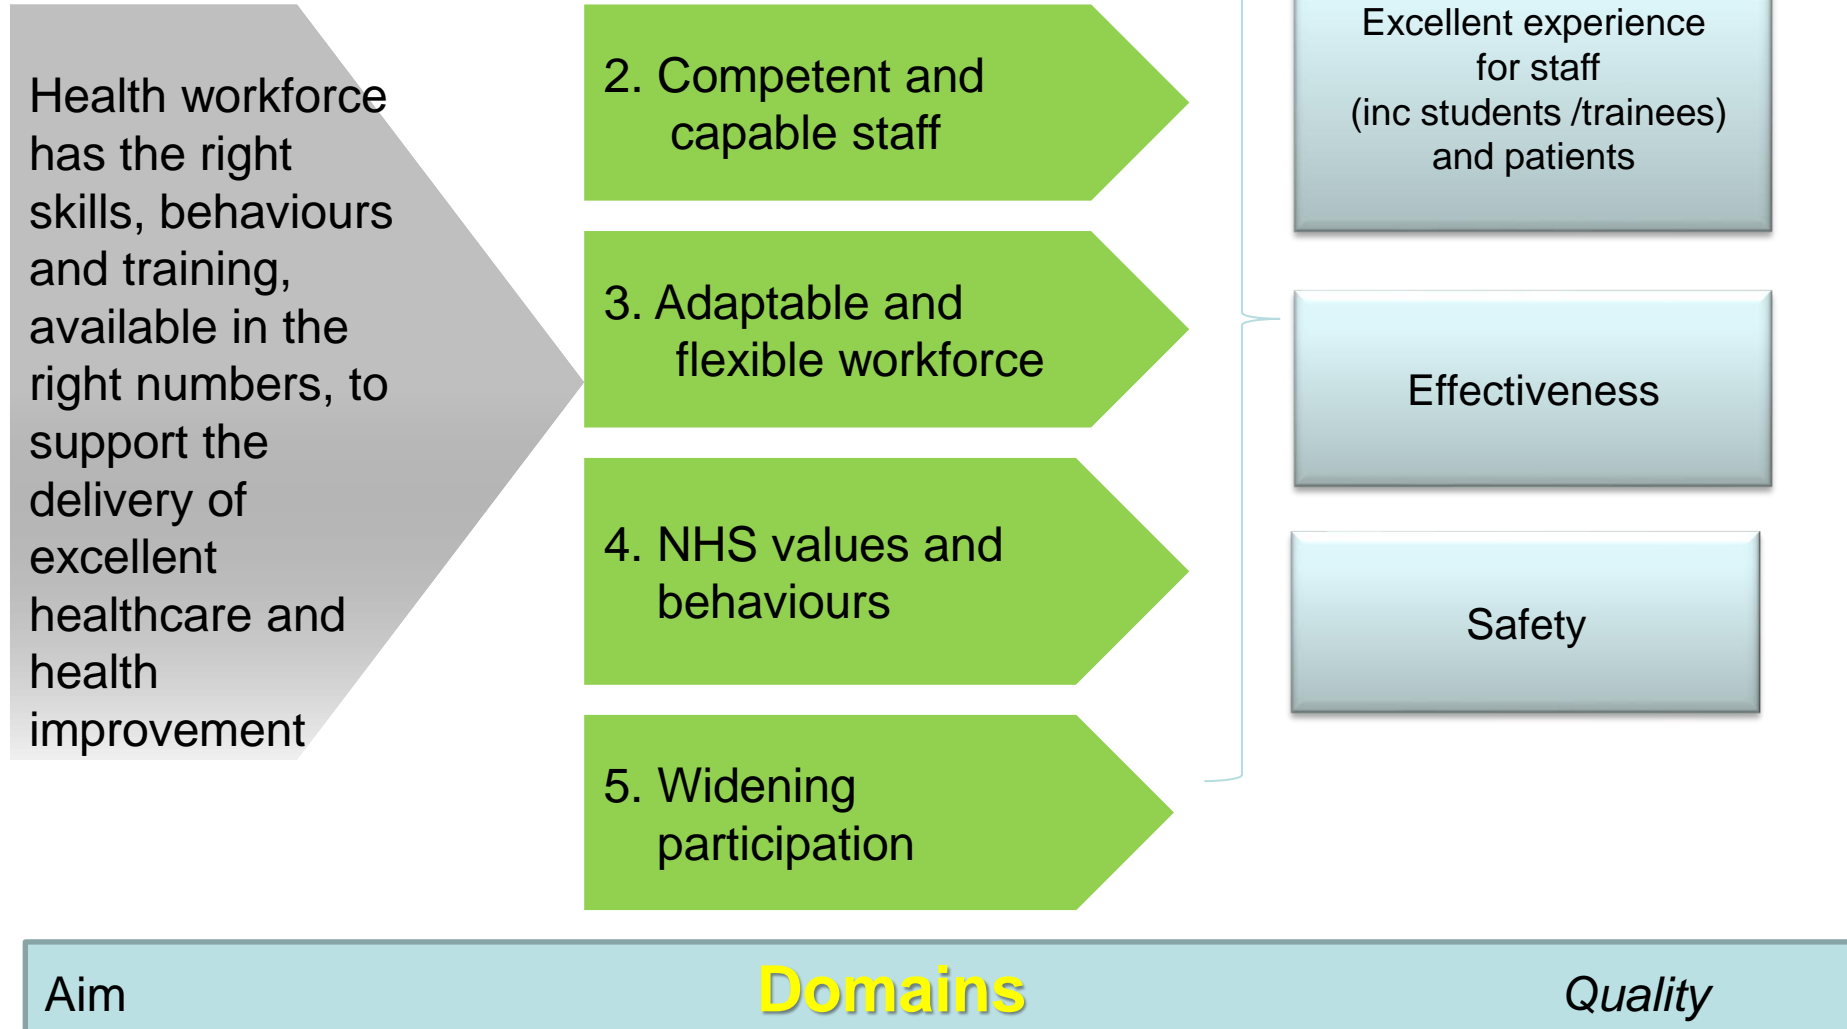 Health workforce
has the right
skills, behaviours
and training,
available in the
right numbers, to
support the
delivery of
excellent
healthcare and
health
improvement
2. Competent and
capable staff
3. Adaptable and
flexible workforce
4. NHS values and
behaviours
5. Widening
participation
Excellent experience
for staff
(inc students /trainees)
and patients
Effectiveness
Safety
Aim
Domains
Quality